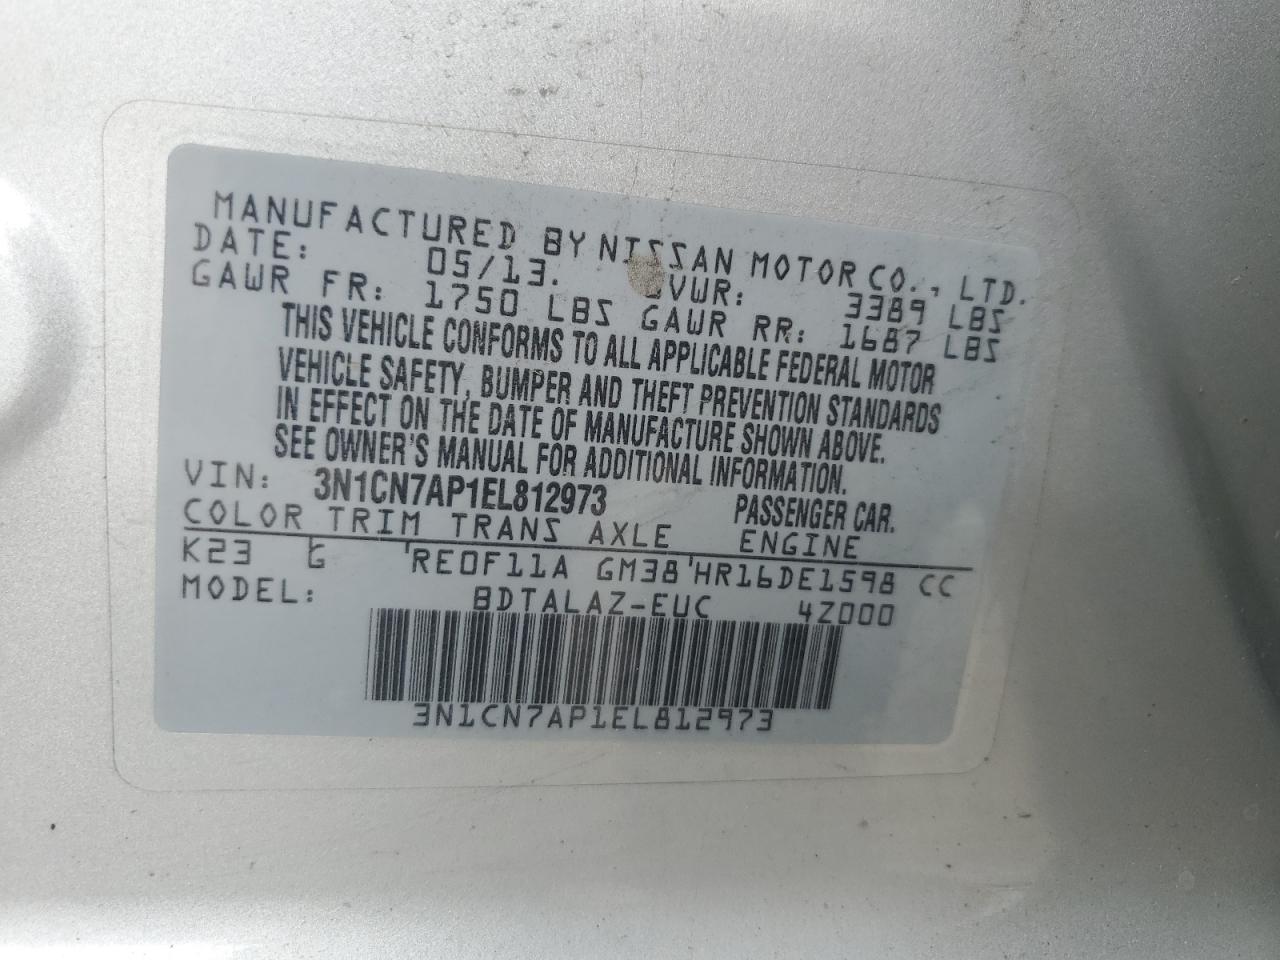 MANUFACTURED BY NISSAN MOTOR CO., LTD.
DATE: 05/13. GVWR: 3389 LBS
GAWR FR: 1750 LBS GAWR RR: 1687 LBS
THIS VEHICLE CONFORMS TO ALL APPLICABLE FEDERAL MOTOR
VEHICLE SAFETY, BUMPER AND THEFT PREVENTION STANDARDS
IN EFFECT ON THE DATE OF MANUFACTURE SHOWN ABOVE.
SEE OWNER'S MANUAL FOR ADDITIONAL INFORMATION.
VIN: 3N1CN7AP1EL812973 PASSENGER CAR.
COLOR TRIM TRANS AXLE ENGINE
K23 G RE0F11A GM38 HR16DE1598 CC
MODEL: BDTALAZ-EUC 4Z000
3N1CN7AP1EL812973